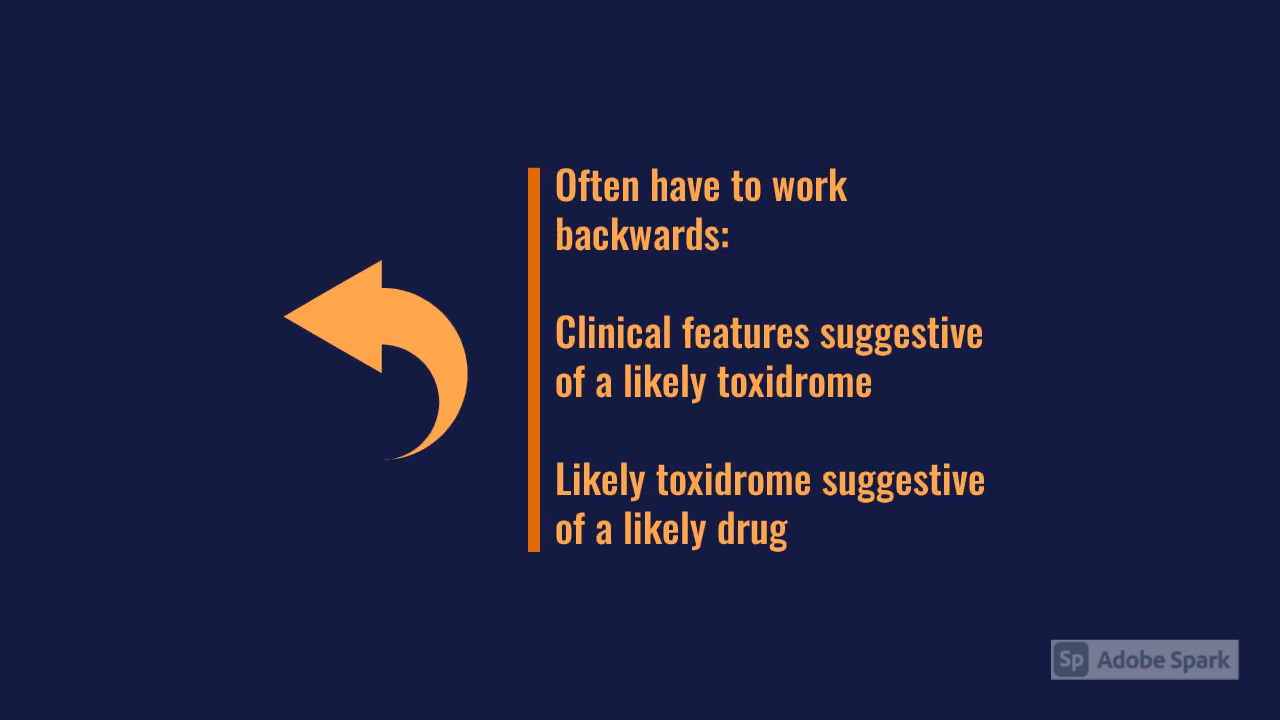 Often have to work
backwards:
Clinical features suggestive
of a likely toxidrome
Likely toxidrome suggestive
of a likely drug
Sp Adobe Spark